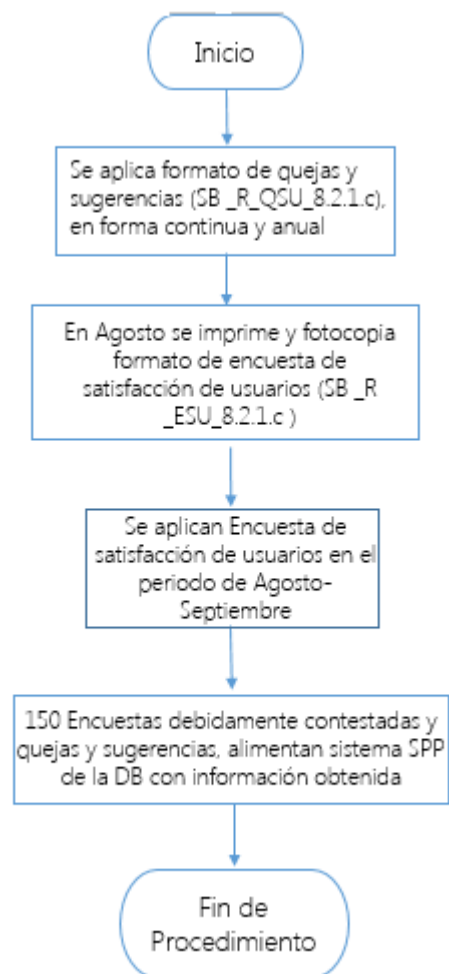 Inicio
Se aplica formato de quejas y
sugerencias (SB _R_QSU_8.2.1.c),
en forma continua y anual
En Agosto se imprime y fotocopia
formato de encuesta de
satisfacción de usuarios (SB _R
_ESU_8.2.1.c )
Se aplican Encuesta de
satisfacción de usuarios en el
periodo de Agosto-
Septiembre
150 Encuestas debidamente contestadas y
quejas y sugerencias, alimentan sistema SPP
de la DB con información obtenida
Fin de
Procedimiento